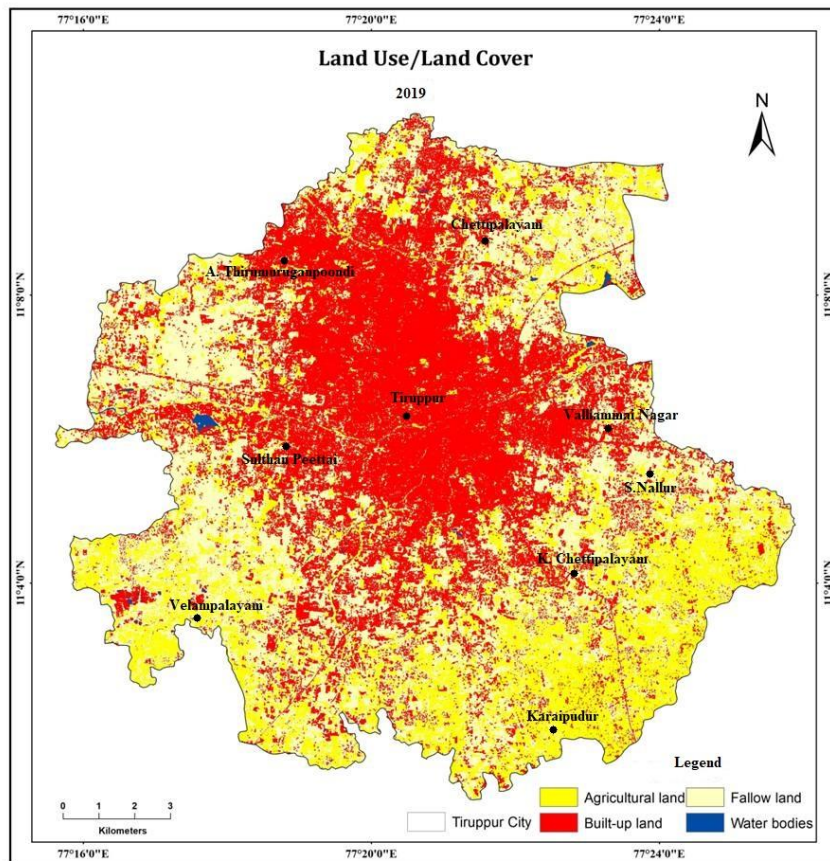 77°16'0"E 77°20'0"E 77°24'0"E
Land Use/Land Cover
2019
N
Chettipalayam
A. Thirumuruganpoondi
11°8'0"N 11°8'0"N
Tiruppur
Valliammai Nagar
Sulthan Peettai
S.Nallur
K. Chettipalayam
11°4'0"N 11°4'0"N
Velampalayam
Karaipudur
Legend
Agricultural land Fallow land
0 1.5 3
Kilometers
Tiruppur City Built-up land Water bodies
77°16'0"E 77°20'0"E 77°24'0"E